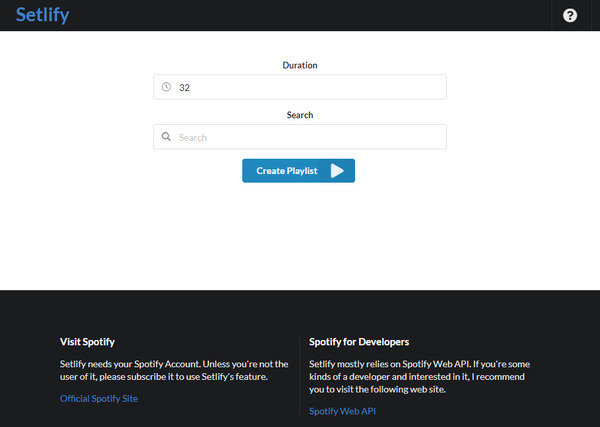 Setlify
Duration
32
Search
Search
Create Playlist
Visit Spotify
Setlify needs your Spotify Account. Unless you're not the
user of it, please subscribe it to use Setlify's feature.
Official Spotify Site
Spotify for Developers
Setlify mostly relies on Spotify Web API. If you're some
kinds of a developer and interested in it, I recommend
you to visit the following web site.
Spotify Web API